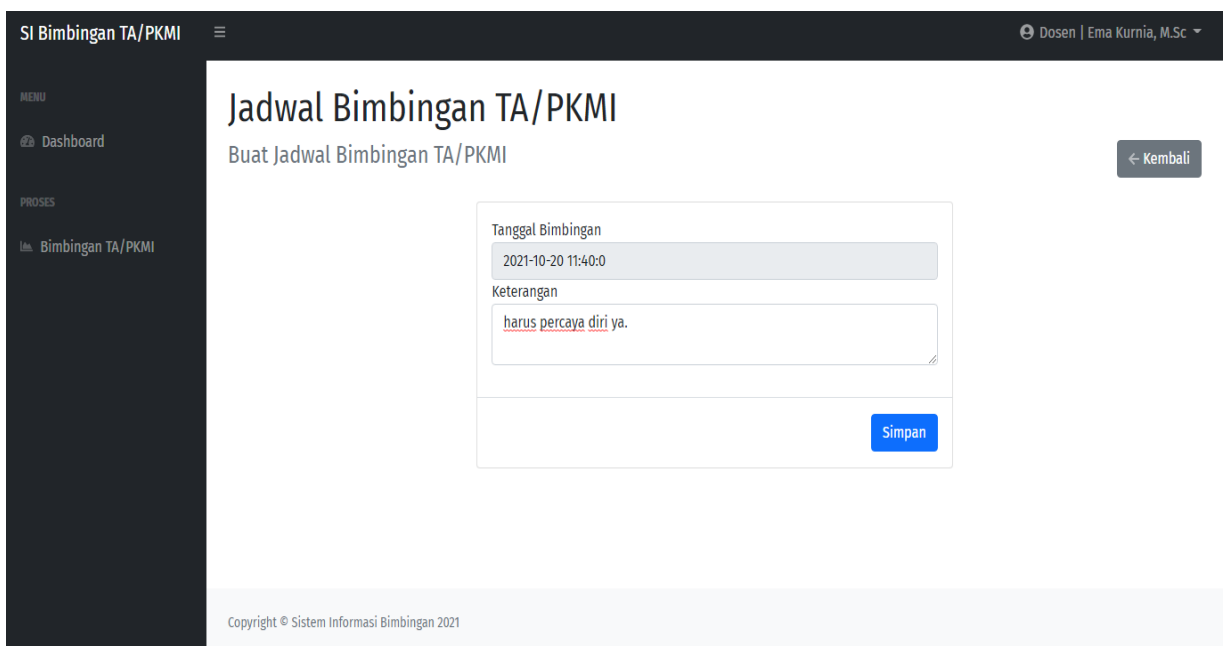 SI Bimbingan TA/PKMI
Dosen | Ema Kurnia, M.Sc
MENU
Dashboard
PROSES
Bimbingan TA/PKMI
Jadwal Bimbingan TA/PKMI
Buat Jadwal Bimbingan TA/PKMI
← Kembali
Tanggal Bimbingan
2021-10-20 11:40:0
Keterangan
harus percaya diri ya.
Simpan
Copyright © Sistem Informasi Bimbingan 2021